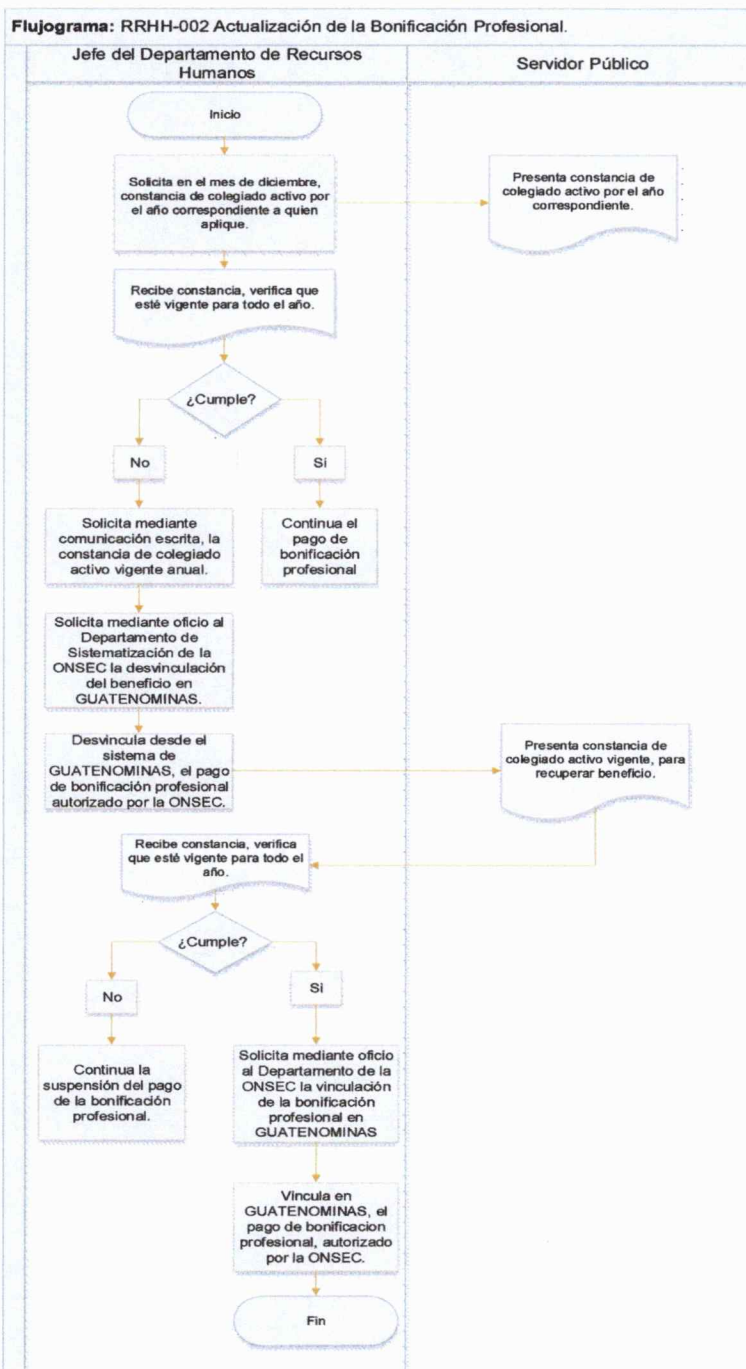 Flujograma: RRHH-002 Actualización de la Bonificación Profesional.
Jefe del Departamento de Recursos
Humanos
Servidor Público
Inicio
Solicita en el mes de diciembre,
constancia de colegiado activo por
el año correspondiente a quien
aplique.
Presenta constancia de
colegiado activo por el año
correspondiente.
Recibe constancia, verifica que
esté vigente para todo el año.
¿Cumple?
No
Si
Solicita mediante
comunicación escrita, la
constancia de colegiado
activo vigente anual.
Continua el
pago de
bonificación
profesional
Solicita mediante oficio al
Departamento de
Sistematización de la
ONSEC la desvinculación
del beneficio en
GUATENOMINAS.
Desvincula desde el
sistema de
GUATENOMINAS, el pago
de bonificación profesional
autorizado por la ONSEC.
Presenta constancia de
colegiado activo vigente, para
recuperar beneficio.
Recibe constancia, verifica
que esté vigente para todo el
año.
¿Cumple?
No
Si
Continua la
suspensión del pago
de la bonificación
profesional.
Solicita mediante oficio
al Departamento de la
ONSEC la vinculación
de la bonificación
profesional en
GUATENOMINAS
Vincula en
GUATENOMINAS, el
pago de bonificacion
profesional, autorizado
por la ONSEC.
Fin